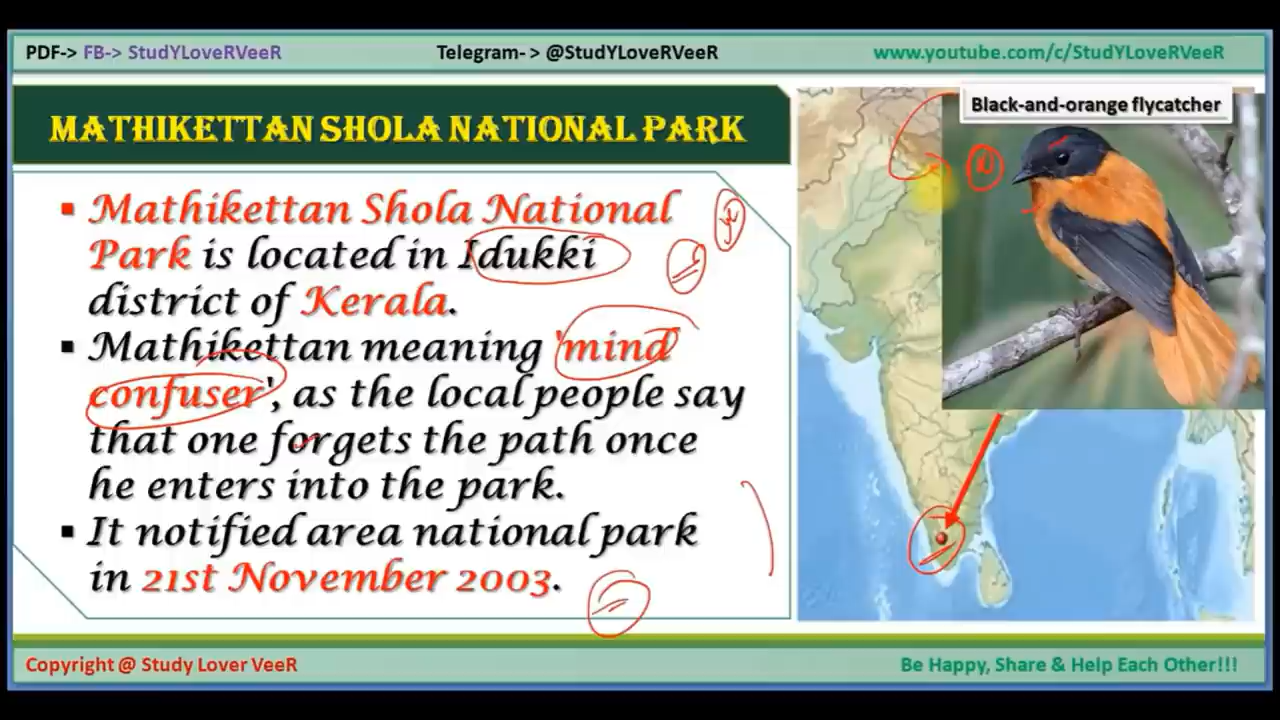 PDF-> FB-> StudYLoveRVeeR
Telegram-> @StudYLoveRVeeR
www.youtube.com/c/StudYLoveRVeeR
MATHIKETTAN SHOLA NATIONAL PARK
Black-and-orange flycatcher
▪ Mathikettan Shola National
Park is located in Idukki
district of Kerala.
▪ Mathikettan meaning 'mind
confuser', as the local people say
that one forgets the path once
he enters into the park.
▪ It notified area national park
in 21st November 2003.
Copyright @ Study Lover VeeR
Be Happy, Share & Help Each Other!!!